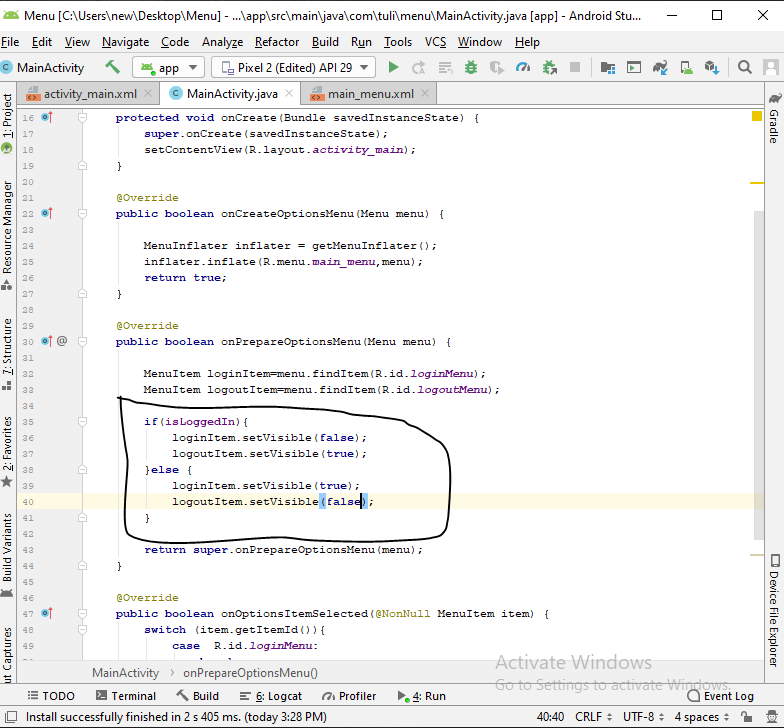 Menu [C:\Users\new\Desktop\Menu] - ...\app\src\main\java\com\tuli\menu\MainActivity.java [app] - Android Stu...
File Edit View Navigate Code Analyze Refactor Build Run Tools VCS Window Help
MainActivity app Pixel 2 (Edited) API 29
activity_main.xml MainActivity.java main_menu.xml
1: Project
Resource Manager
7: Structure
2: Favorites
Build Variants
ut Captures
16 protected void onCreate(Bundle savedInstanceState) {
17 super.onCreate(savedInstanceState);
18 setContentView(R.layout.activity_main);
19 }
20
21 @Override
22 public boolean onCreateOptionsMenu(Menu menu) {
23
24 MenuInflater inflater = getMenuInflater();
25 inflater.inflate(R.menu.main_menu,menu);
26 return true;
27 }
28
29 @Override
30 @ public boolean onPrepareOptionsMenu(Menu menu) {
31
32 MenuItem loginItem=menu.findItem(R.id.loginMenu);
33 MenuItem logoutItem=menu.findItem(R.id.logoutMenu);
34
35 if(isLoggedIn){
36 loginItem.setVisible(false);
37 logoutItem.setVisible(true);
38 }else {
39 loginItem.setVisible(true);
40 logoutItem.setVisible(false);
41 }
42
43 return super.onPrepareOptionsMenu(menu);
44 }
45
46 @Override
47 public boolean onOptionsItemSelected(@NonNull MenuItem item) {
48 switch (item.getItemId()){
49 case R.id.loginMenu:
Gradle
Device File Explorer
MainActivity > onPrepareOptionsMenu()
Activate Windows
Go to Settings to activate Windows.
TODO Terminal Build 6: Logcat Profiler 4: Run Event Log
Install successfully finished in 2 s 405 ms. (today 3:28 PM) 40:40 CRLF UTF-8 4 spaces